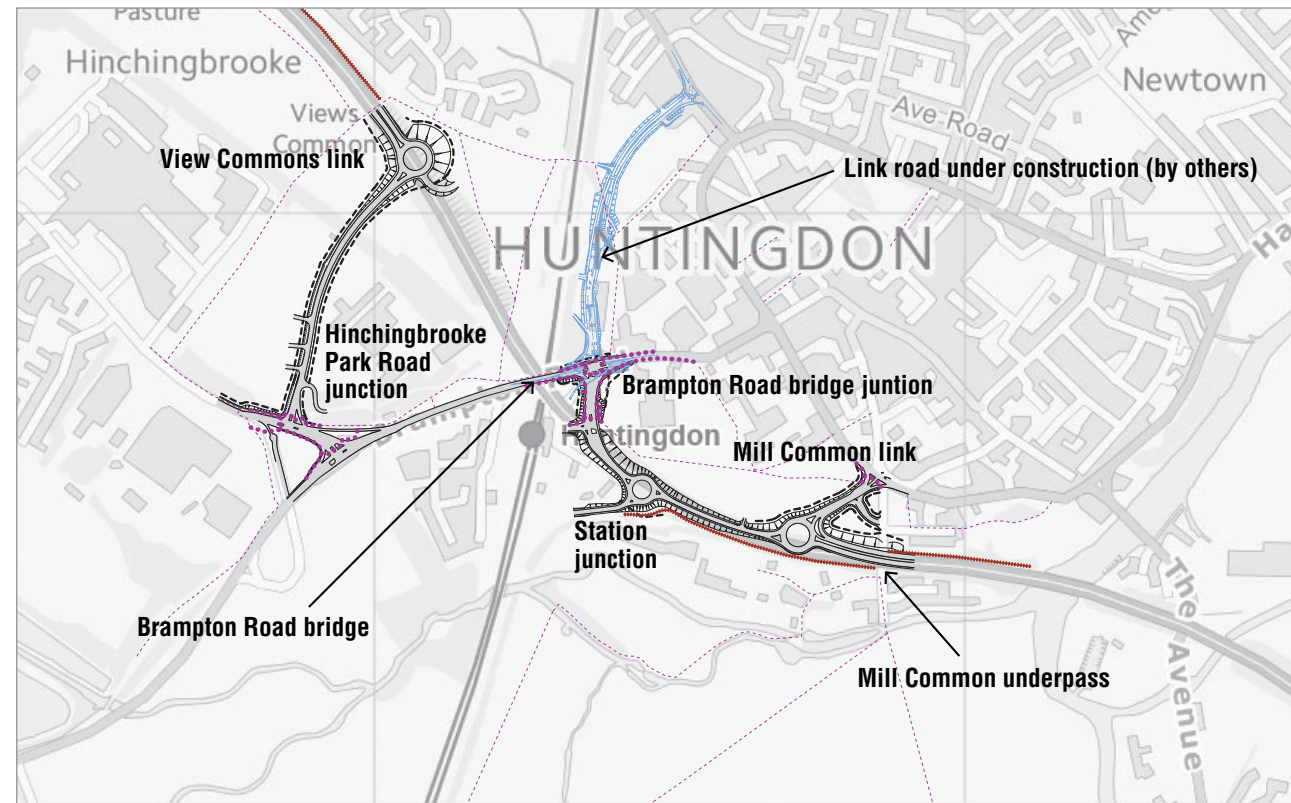 Pasture
Hinchingbrooke
Newtown
Views
Common
Ave Road
View Commons link
Link road under construction (by others)
HUNTINGDON
Hinchingbrooke
Park Road
junction
Brampton Road bridge juntion
Huntingdon
Mill Common link
Station
junction
The Avenue
Brampton Road bridge
Mill Common underpass